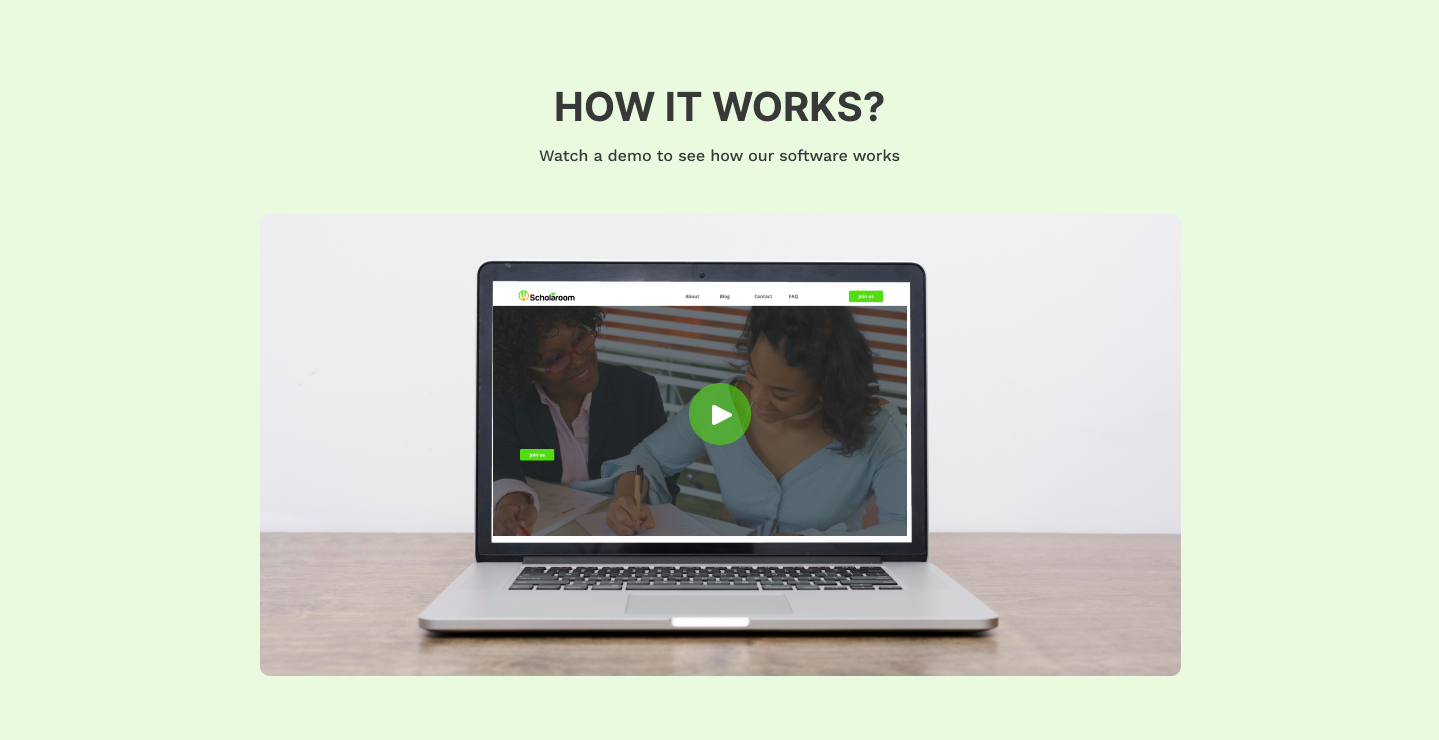 HOW IT WORKS?
Watch a demo to see how our software works
Scholaroom About Blog Contact FAQ Join us
Join us